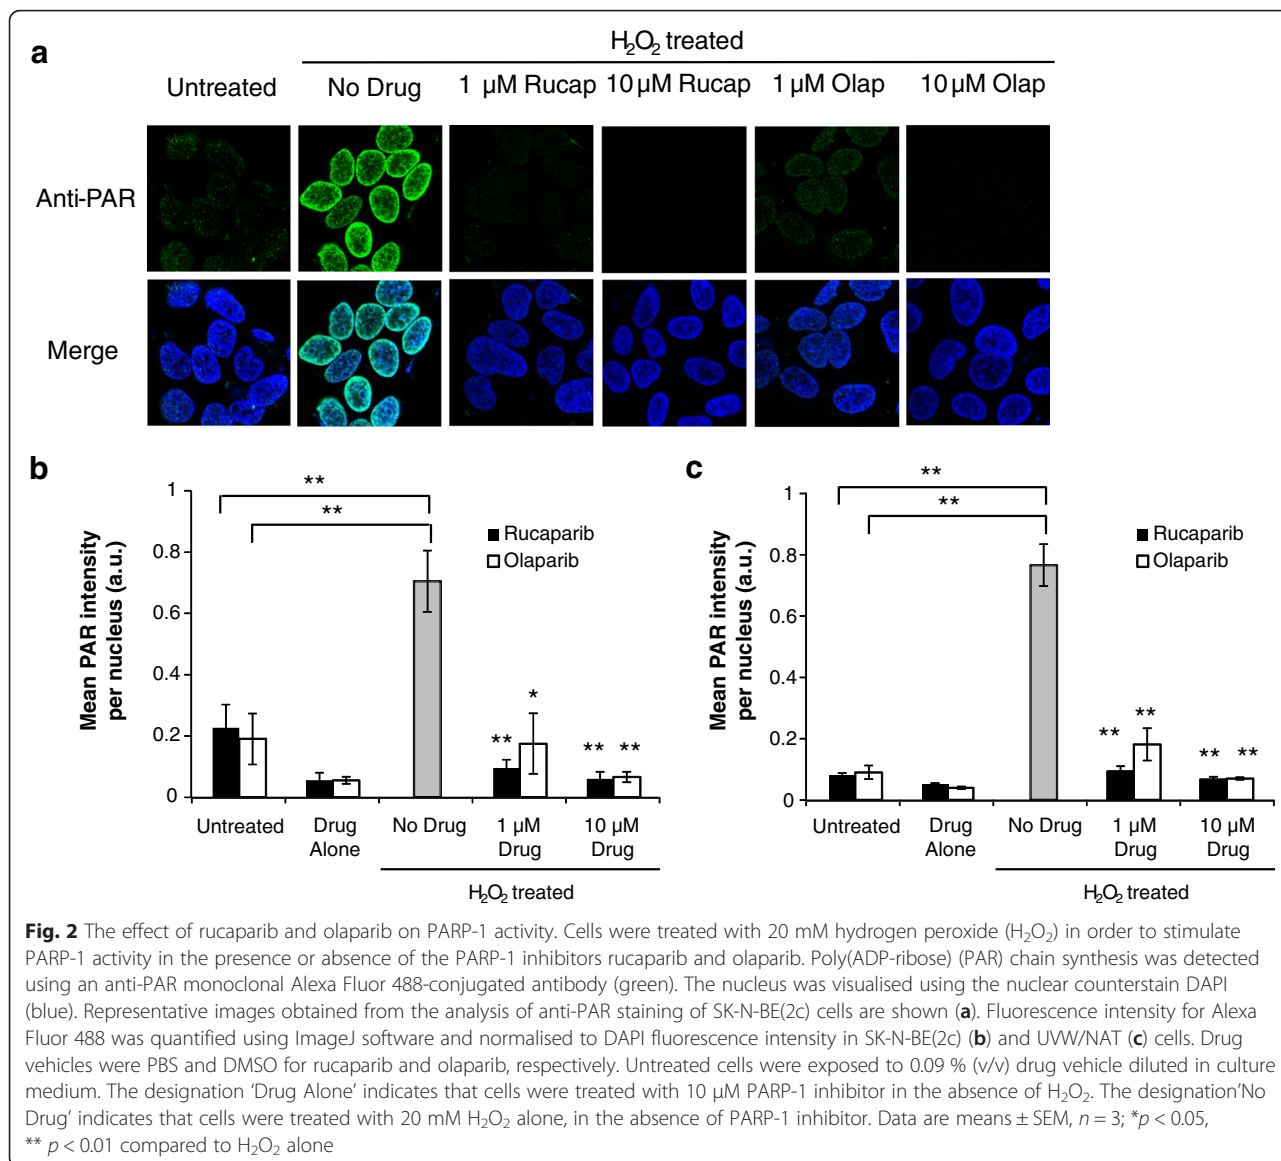 a
H₂O₂ treated
Untreated No Drug 1 µM Rucap 10 µM Rucap 1 µM Olap 10 µM Olap
Anti-PAR
Merge
b
Mean PAR intensity
per nucleus (a.u.)
1
0.8
0.6
0.4
0.2
0
**
**
Rucaparib
Olaparib
**
*
**
**
Untreated Drug Alone No Drug 1 µM Drug 10 µM Drug
H₂O₂ treated
c
Mean PAR intensity
per nucleus (a.u.)
1
0.8
0.6
0.4
0.2
0
**
**
Rucaparib
Olaparib
**
**
**
**
Untreated Drug Alone No Drug 1 µM Drug 10 µM Drug
H₂O₂ treated
Fig. 2 The effect of rucaparib and olaparib on PARP-1 activity. Cells were treated with 20 mM hydrogen peroxide (H₂O₂) in order to stimulate
PARP-1 activity in the presence or absence of the PARP-1 inhibitors rucaparib and olaparib. Poly(ADP-ribose) (PAR) chain synthesis was detected
using an anti-PAR monoclonal Alexa Fluor 488-conjugated antibody (green). The nucleus was visualised using the nuclear counterstain DAPI
(blue). Representative images obtained from the analysis of anti-PAR staining of SK-N-BE(2c) cells are shown (a). Fluorescence intensity for Alexa
Fluor 488 was quantified using ImageJ software and normalised to DAPI fluorescence intensity in SK-N-BE(2c) (b) and UVW/NAT (c) cells. Drug
vehicles were PBS and DMSO for rucaparib and olaparib, respectively. Untreated cells were exposed to 0.09 % (v/v) drug vehicle diluted in culture
medium. The designation 'Drug Alone' indicates that cells were treated with 10 µM PARP-1 inhibitor in the absence of H₂O₂. The designation'No
Drug' indicates that cells were treated with 20 mM H₂O₂ alone, in the absence of PARP-1 inhibitor. Data are means ± SEM, n = 3; *p < 0.05,
** p < 0.01 compared to H₂O₂ alone